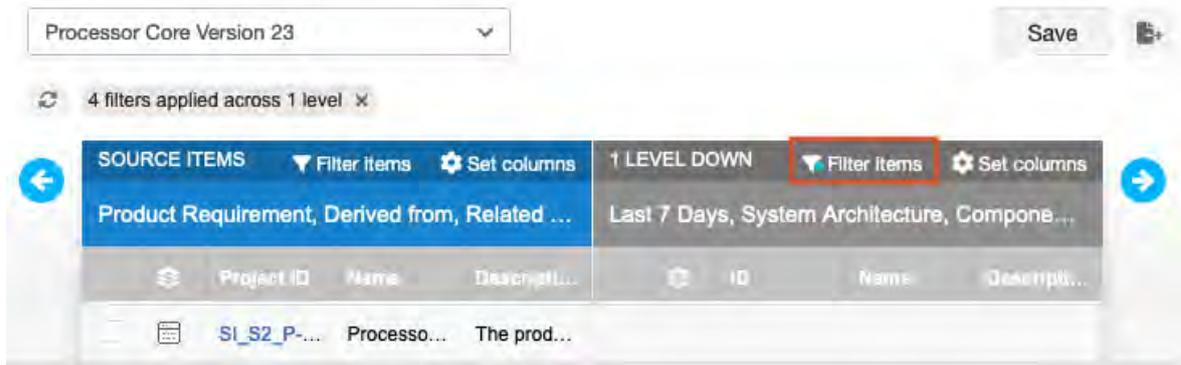 Processor Core Version 23
Save
4 filters applied across 1 level ×
SOURCE ITEMS Filter items Set columns
1 LEVEL DOWN Filter items Set columns
Product Requirement, Derived from, Related ...
Last 7 Days, System Architecture, Compone...
Project ID Name Descripti...
ID Name Descripti...
SI_S2_P-... Processo... The prod...